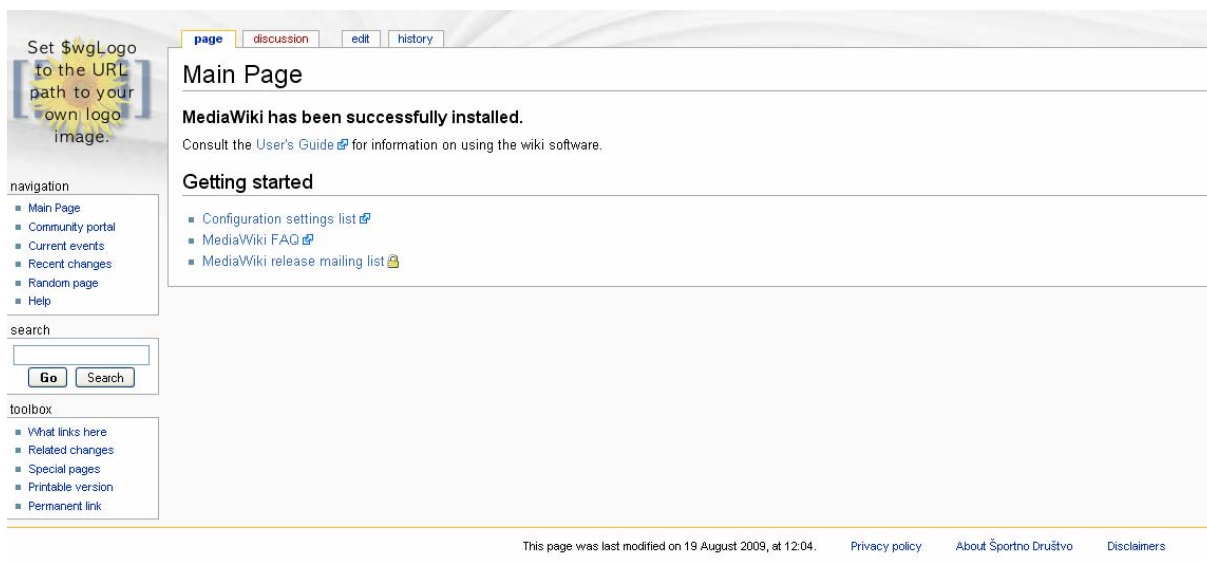 Set $wgLogo
to the URL
path to your
own logo
image.
page discussion edit history
Main Page
MediaWiki has been successfully installed.
Consult the User's Guide for information on using the wiki software.
Getting started
Configuration settings list
MediaWiki FAQ
MediaWiki release mailing list
navigation
Main Page
Community portal
Current events
Recent changes
Random page
Help
search
Go Search
toolbox
What links here
Related changes
Special pages
Printable version
Permanent link
This page was last modified on 19 August 2009, at 12:04. Privacy policy About Športno Društvo Disclaimers